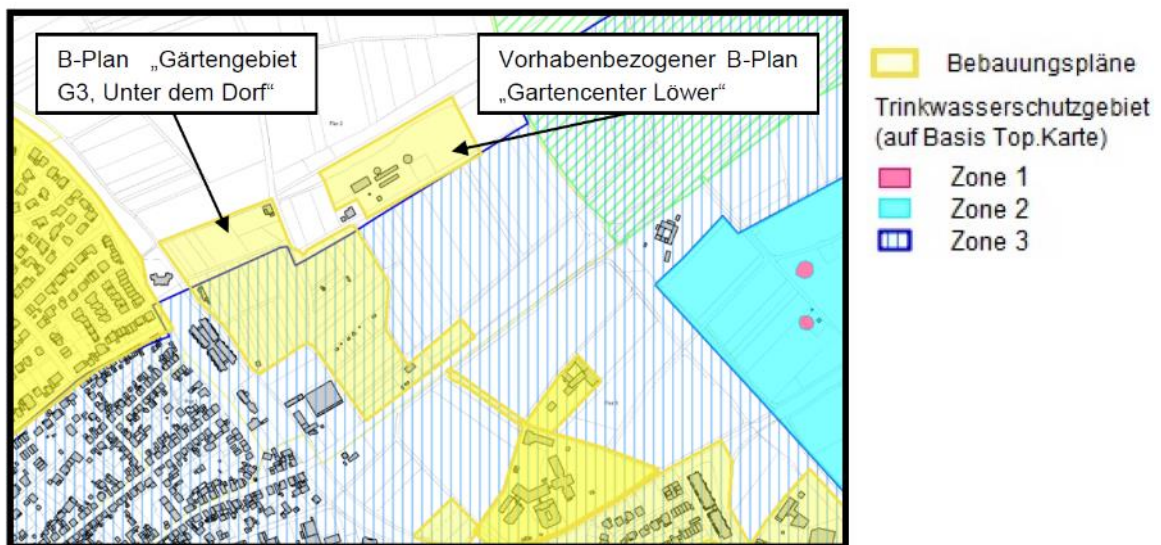 B-Plan „Gärtengebiet
G3, Unter dem Dorf“
Vorhabenbezogener B-Plan
„Gartencenter Löwer“
Bebauungspläne
Trinkwasserschutzgebiet
(auf Basis Top.Karte)
Zone 1
Zone 2
Zone 3